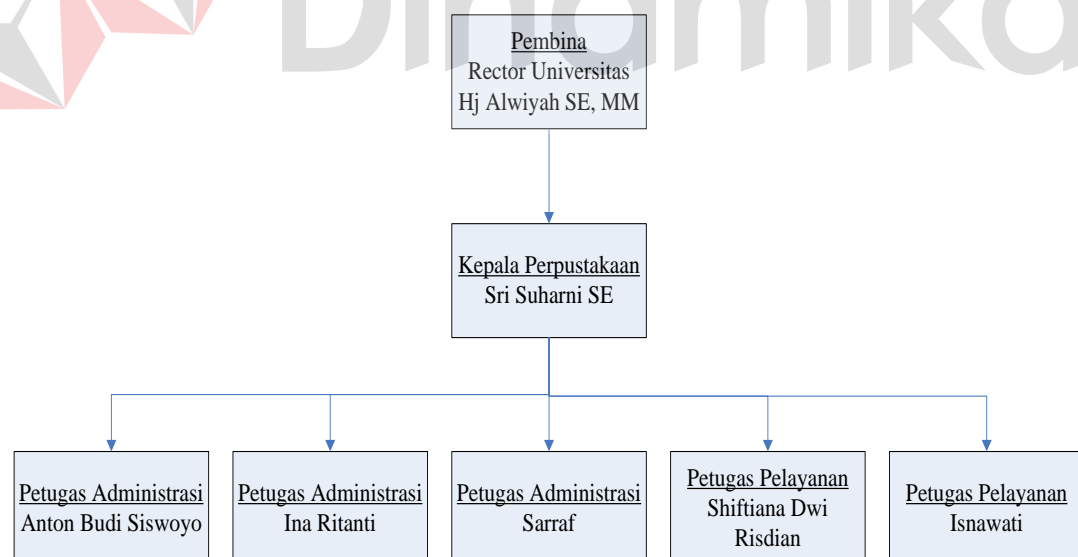 Dinamika
Pembina
Rector Universitas
Hj Alwiyah SE, MM
Kepala Perpustakaan
Sri Suharni SE
Petugas Administrasi
Anton Budi Siswoyo
Petugas Administrasi
Ina Ritanti
Petugas Administrasi
Sarraf
Petugas Pelayanan
Shiftiana Dwi
Risdian
Petugas Pelayanan
Isnawati